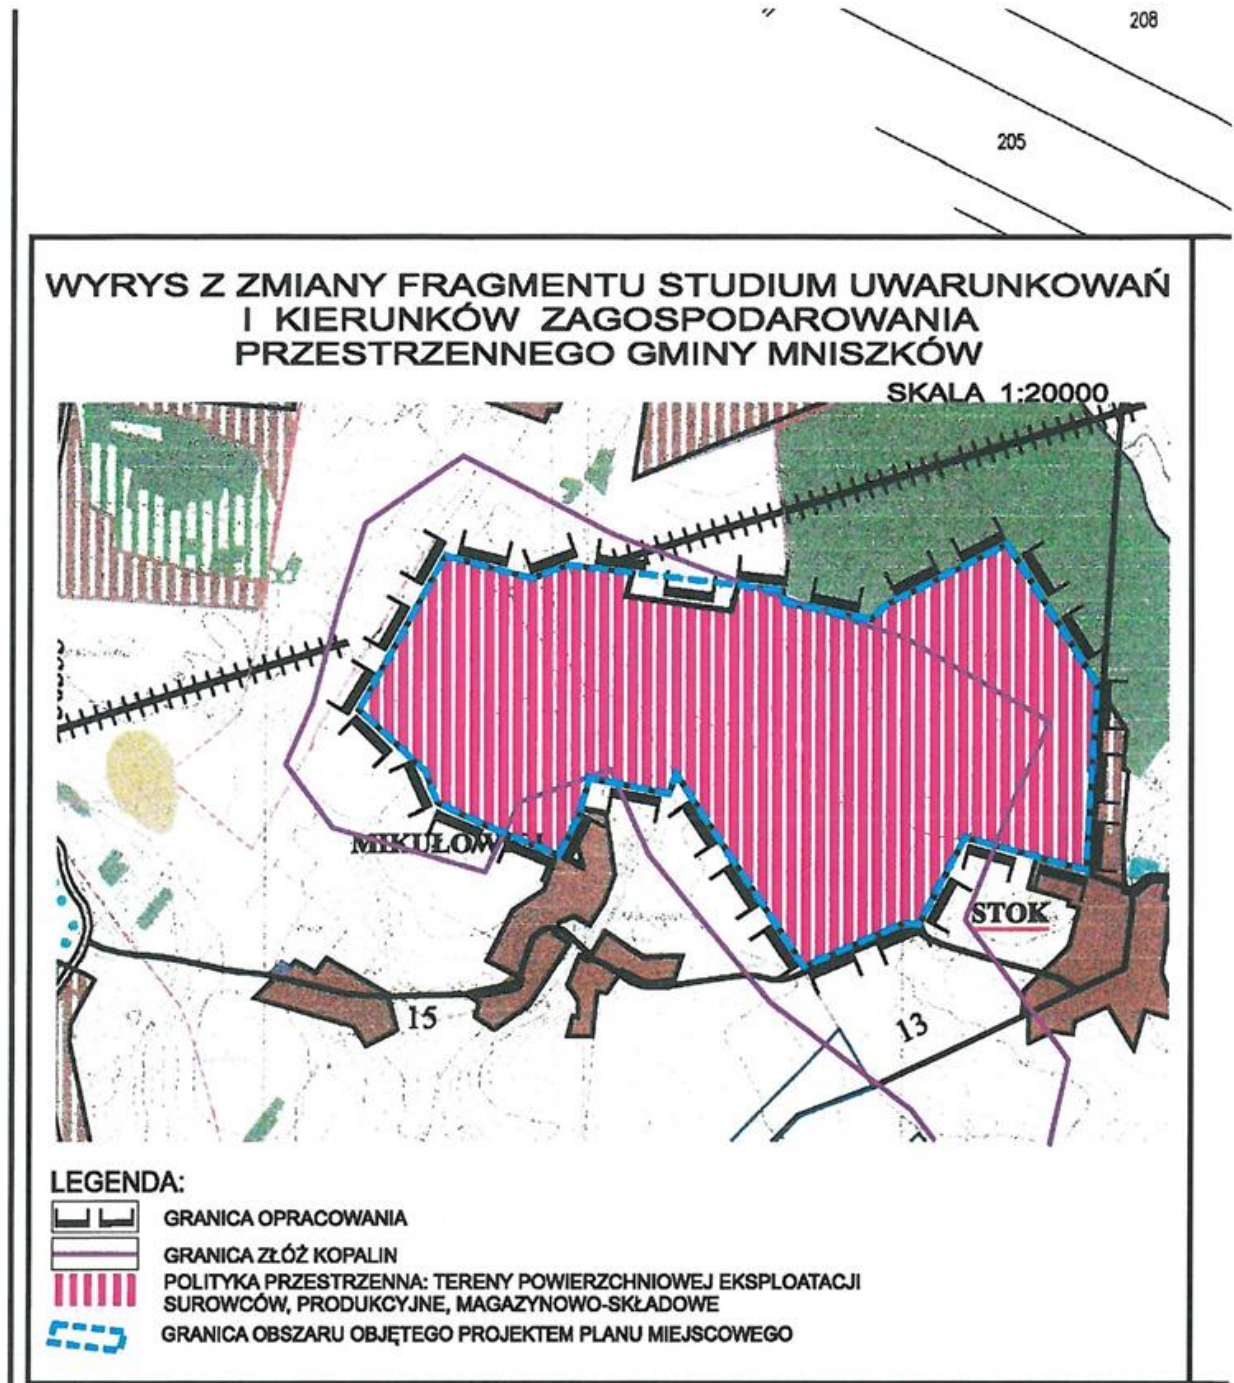 208
205
WYRYS Z ZMIANY FRAGMENTU STUDIUM UWARUNKOWAŃ
I KIERUNKÓW ZAGOSPODAROWANIA
PRZESTRZENNEGO GMINY MNISZKÓW
SKALA 1:20000
STOK
15
13
LEGENDA:
GRANICA OPRACOWANIA
GRANICA ZŁÓŻ KOPALIN
POLITYKA PRZESTRZENNA: TERENY POWIERZCHNIOWEJ EKSPLOATACJI
SUROWCÓW, PRODUKCYJNE, MAGAZYNOWO-SKŁADOWE
GRANICA OBSZARU OBJĘTEGO PROJEKTEM PLANU MIEJSCOWEGO